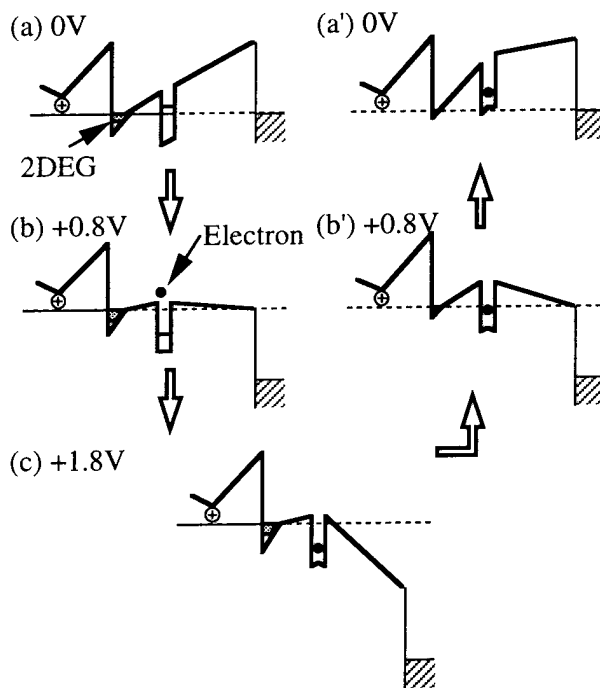 (a) 0V
(a') 0V
2DEG
(b) +0.8V
Electron
(b') +0.8V
(c) +1.8V